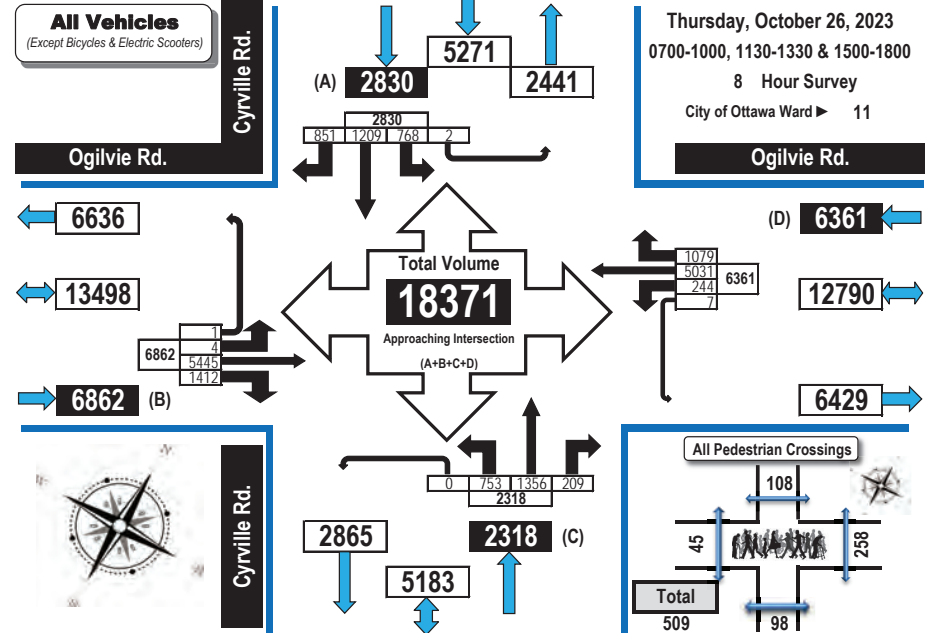 All Vehicles
(Except Bicycles & Electric Scooters)
Cyrville Rd.
Ogilvie Rd.
5271
(A) 2830
2441
2830
851 1209 768 2
Thursday, October 26, 2023
0700-1000, 1130-1330 & 1500-1800
8 Hour Survey
City of Ottawa Ward ► 11
Ogilvie Rd.
6636
13498
1
4
5445
1412
6862
6862 (B)
Total Volume
18371
Approaching Intersection
(A+B+C+D)
(D) 6361
1079
5031
244
7
6361
12790
6429
Cyrville Rd.
0 753 1356 209
2318
2865
2318 (C)
5183
All Pedestrian Crossings
108
45
258
98
Total
509